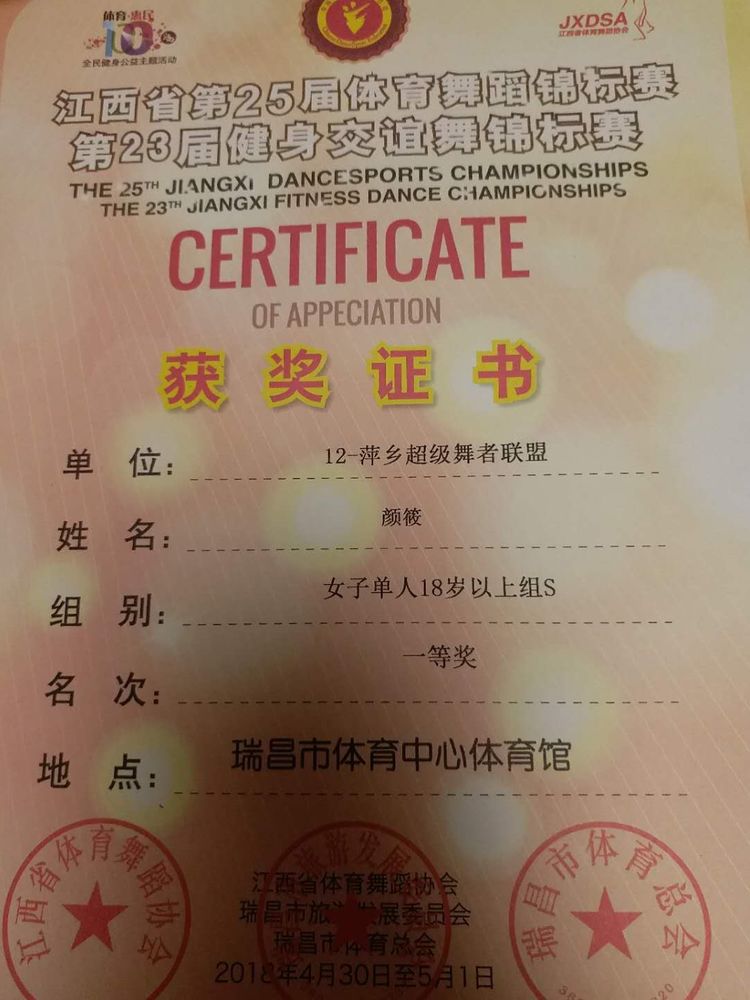 体育·惠民
100
全民健身公益主题活动
JXDSA
江西省体育舞蹈协会
江西省第25届体育舞蹈锦标赛
第23届健身交谊舞锦标赛
THE 25TH JIANGXI DANCESPORTS CHAMPIONSHIPS
THE 23TH JIANGXI FITNESS DANCE CHAMPIONSHIPS
CERTIFICATE
OF APPECIATION
获奖证书
单 位： 12-萍乡超级舞者联盟
姓 名： 颜筱
组 别： 女子单人18岁以上组S
名 次： 一等奖
地 点： 瑞昌市体育中心体育馆
江西省体育舞蹈协会
瑞昌市旅游发展委员会
瑞昌市体育总会
2018年4月30日至5月1日
江西省体育舞蹈协会
旅游发展
瑞昌市体育总会